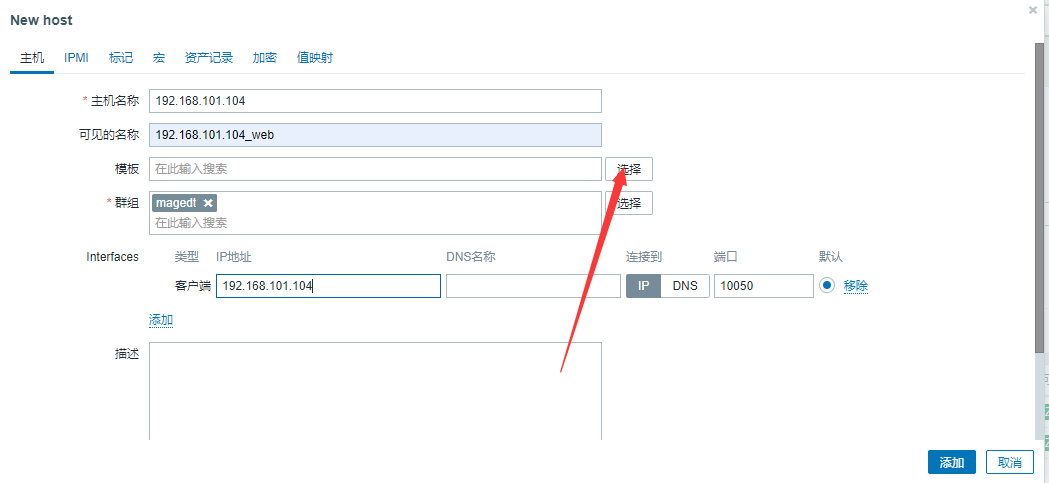 New host
主机 IPMI 标记 宏 资产记录 加密 值映射
* 主机名称 192.168.101.104
可见的名称 192.168.101.104_web
模板 在此输入搜索 选择
* 群组 magedt 选择
在此输入搜索
Interfaces 类型 IP地址 DNS名称 连接到 端口 默认
客户端 192.168.101.104 IP DNS 10050 移除
添加
描述
添加 取消